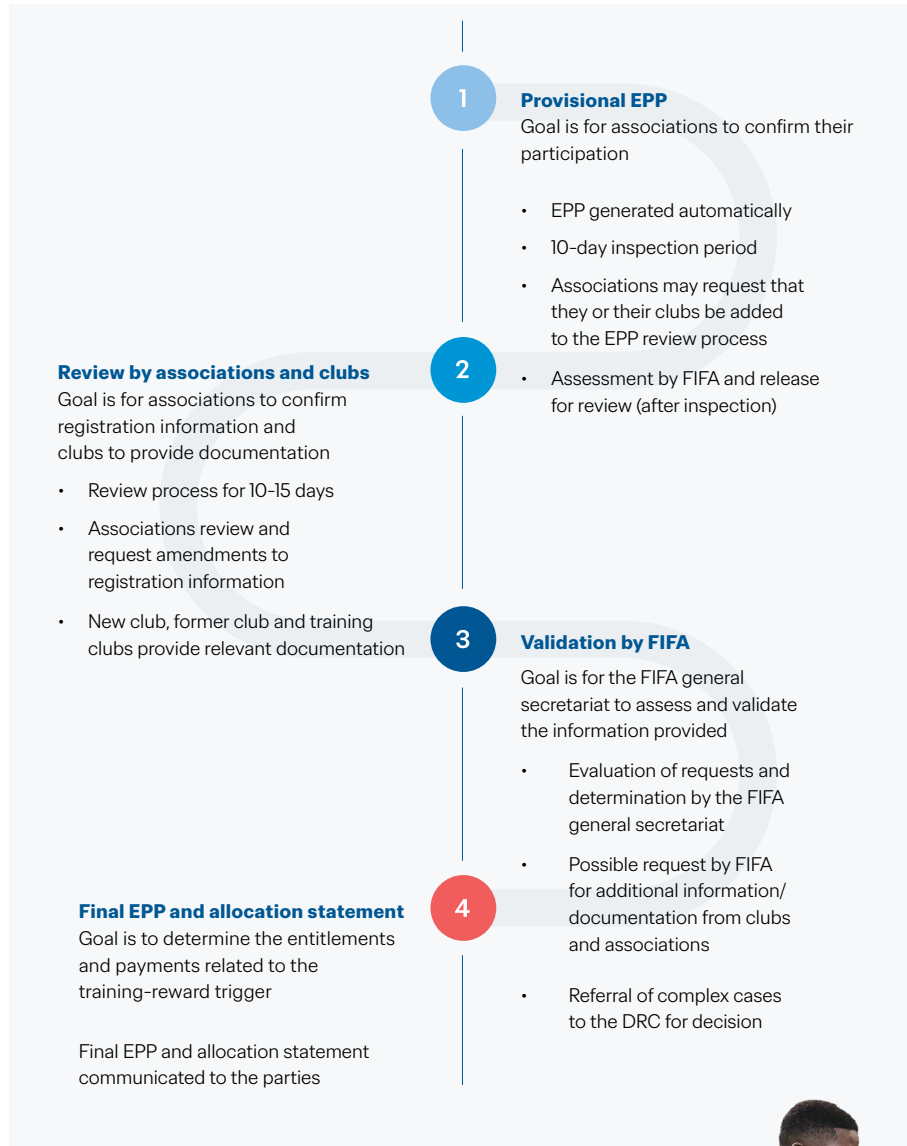 1
Provisional EPP
Goal is for associations to confirm their
participation
• EPP generated automatically
• 10-day inspection period
• Associations may request that
they or their clubs be added
to the EPP review process
• Assessment by FIFA and release
for review (after inspection)
2
Review by associations and clubs
Goal is for associations to confirm
registration information and
clubs to provide documentation
• Review process for 10-15 days
• Associations review and
request amendments to
registration information
• New club, former club and training
clubs provide relevant documentation
3
Validation by FIFA
Goal is for the FIFA general
secretariat to assess and validate
the information provided
• Evaluation of requests and
determination by the FIFA
general secretariat
• Possible request by FIFA
for additional information/
documentation from clubs
and associations
• Referral of complex cases
to the DRC for decision
4
Final EPP and allocation statement
Goal is to determine the entitlements
and payments related to the
training-reward trigger
Final EPP and allocation statement
communicated to the parties